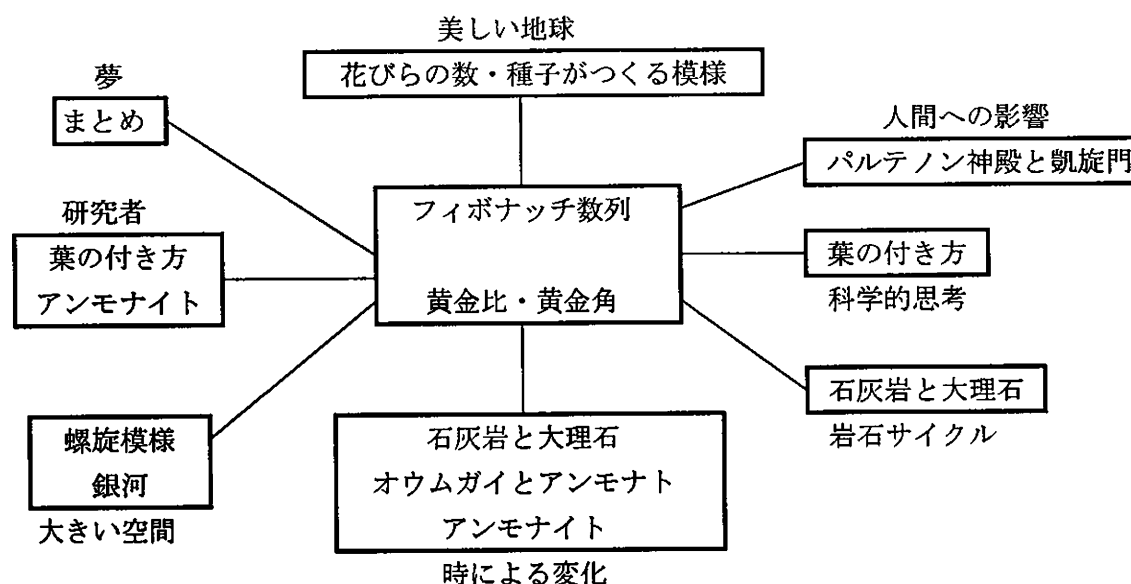 美しい地球
花びらの数・種子がつくる模様
夢
まとめ
人間への影響
パルテノン神殿と凱旋門
研究者
葉の付き方
アンモナイト
フィボナッチ数列
黄金比・黄金角
葉の付き方
科学的思考
石灰岩と大理石
岩石サイクル
螺旋模様
銀河
大きい空間
石灰岩と大理石
オウムガイとアンモナト
アンモナイト
時による変化